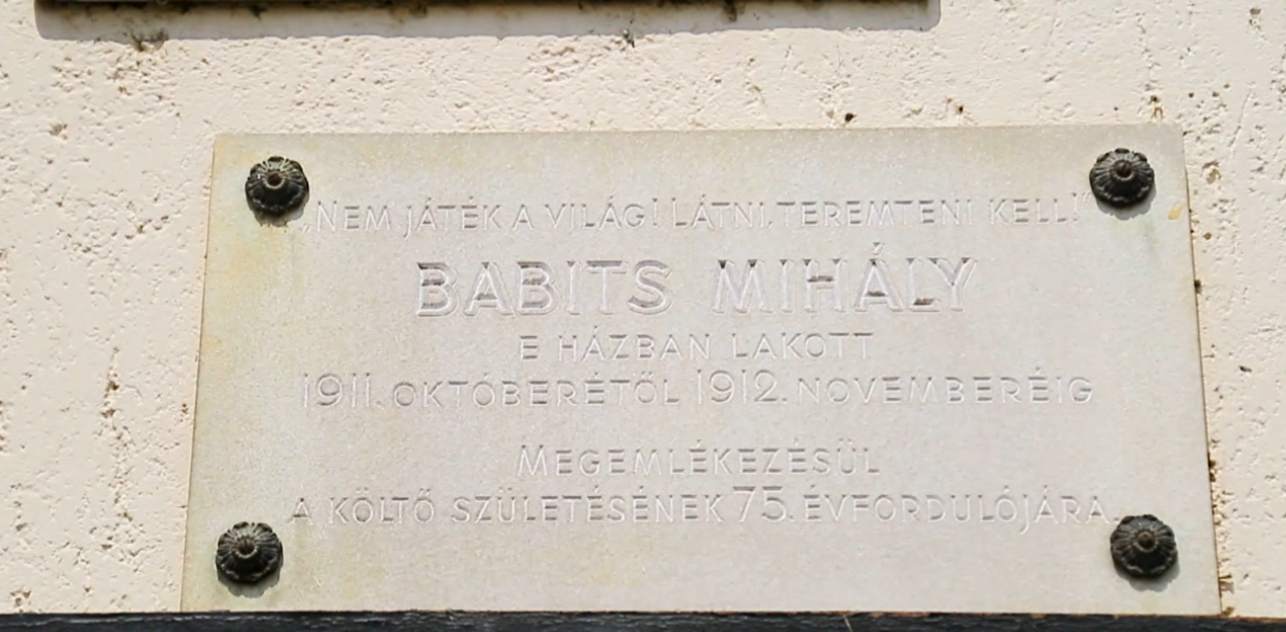 „NEM JÁTÉK A VILÁG! LÁTNI, TEREMTENI KELL!"
BABITS MIHÁLY
E HÁZBAN LAKOTT
1911. OKTÓBERÉTŐL 1912. NOVEMBERÉIG
MEGEMLÉKEZÉSÜL
A KÖLTŐ SZÜLETÉSÉNEK 75. ÉVFORDULÓJÁRA